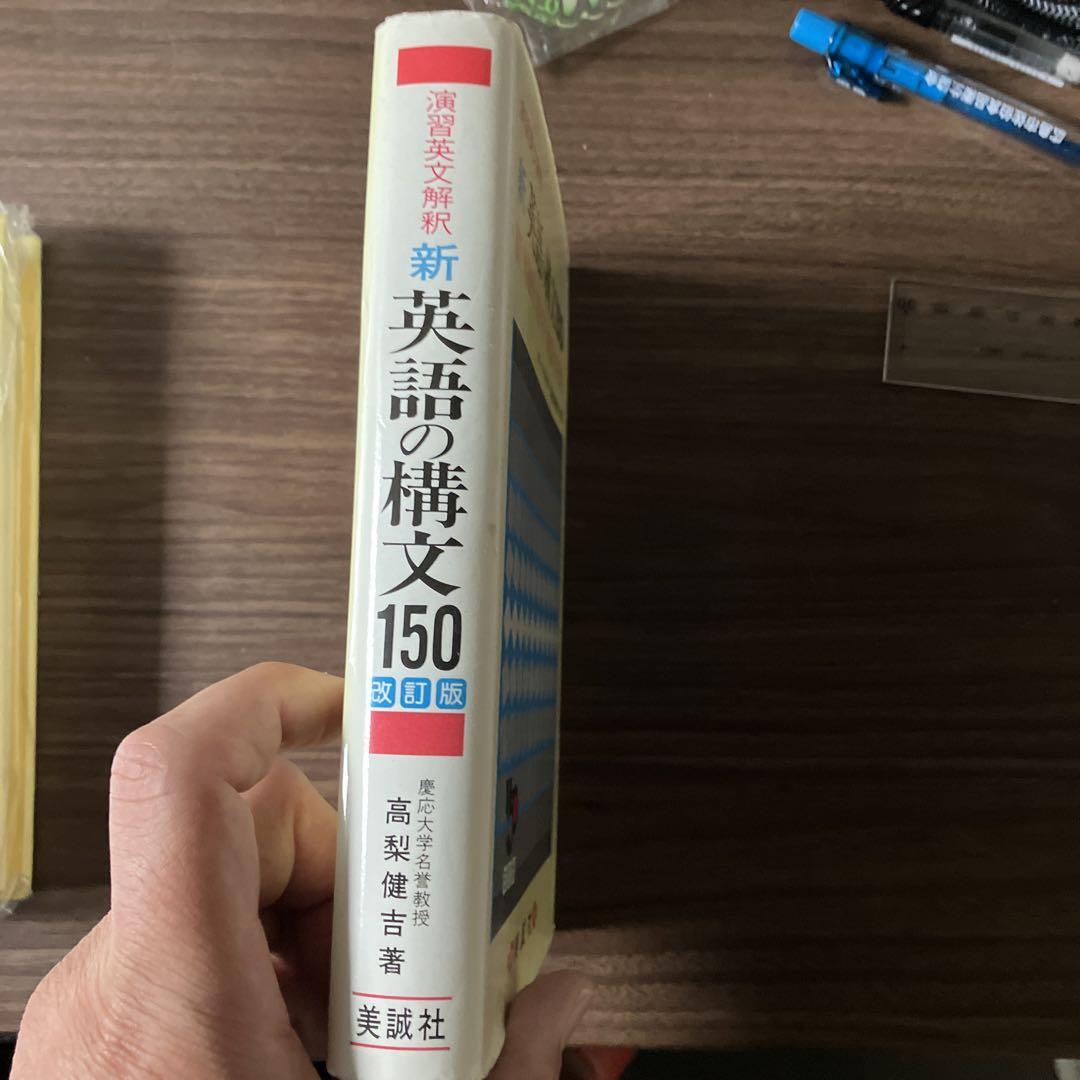 演習英文解釈
新
英語の構文
150
改訂版
慶応大学名誉教授
高梨健吉著
美誠社